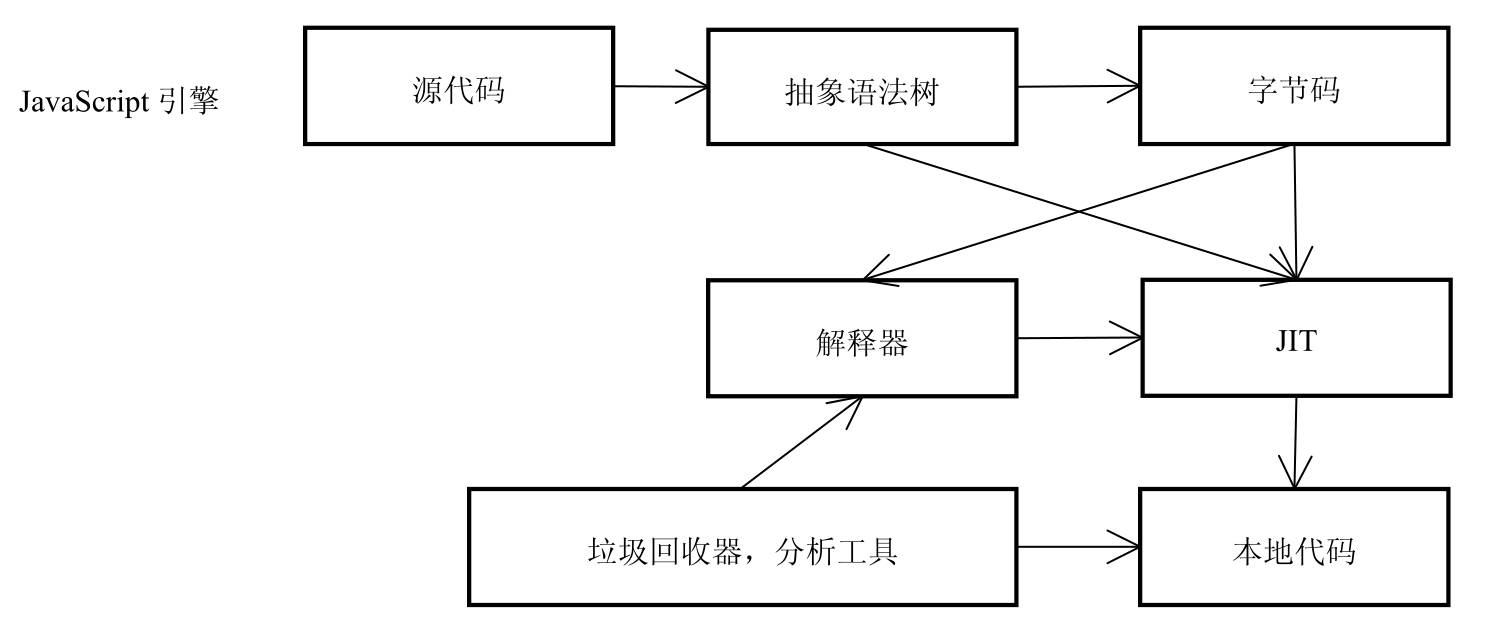 JavaScript 引擎
源代码
抽象语法树
字节码
解释器
JIT
垃圾回收器，分析工具
本地代码